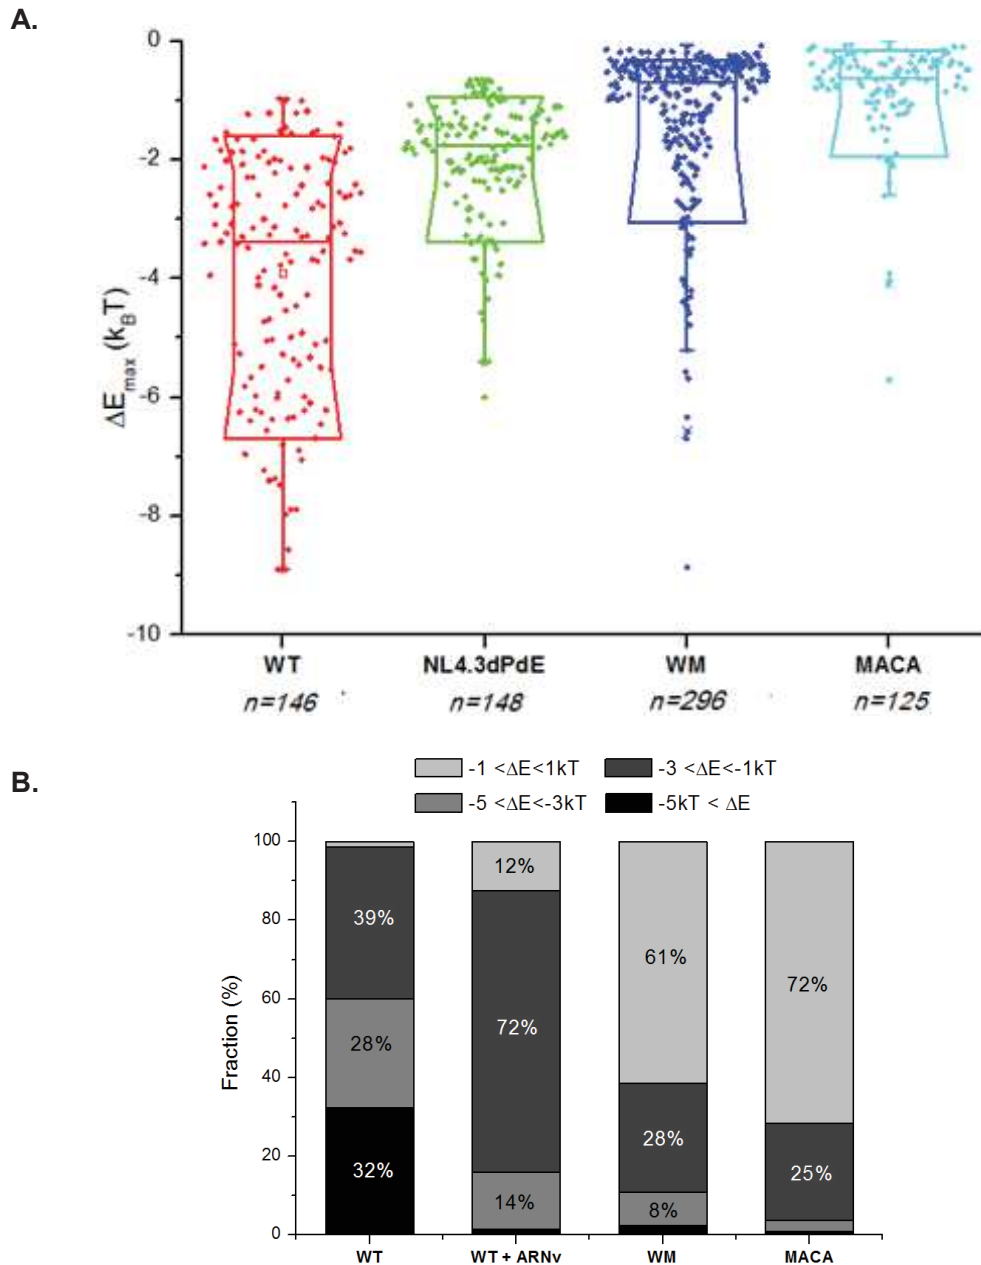 A.
0
-2
-4
-6
-8
-10
ΔEmax (kBT)
WT NL4.3dPdE WM MACA
n=146 n=148 n=296 n=125
B.
-1 <ΔE<1kT -3 <ΔE<-1kT
-5 <ΔE<-3kT -5kT < ΔE
100
80
60
40
20
0
Fraction (%)
39%
28%
32%
12%
72%
14%
61%
28%
8%
72%
25%
WT WT + ARNv WM MACA